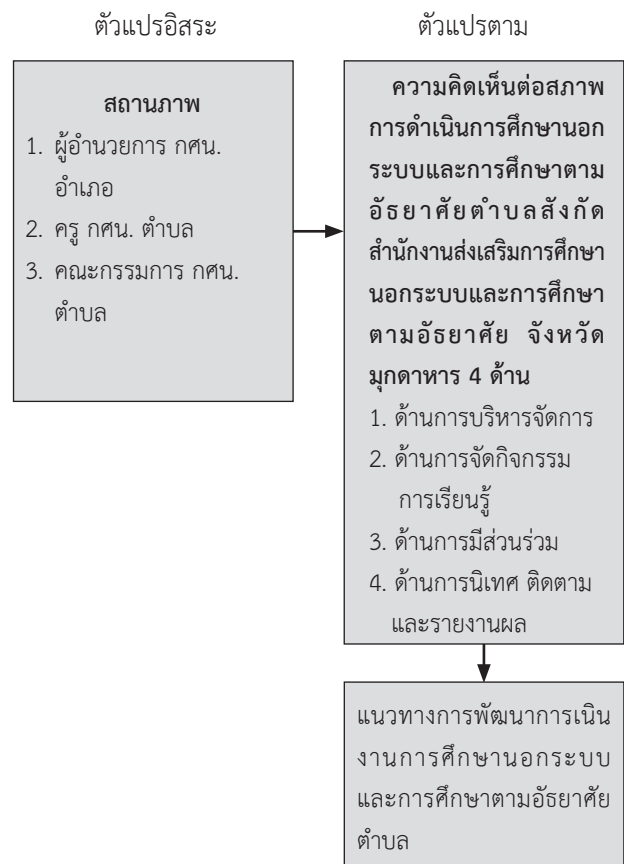 ตัวแปรอิสระ
ตัวแปรตาม
สถานภาพ
1. ผู้อำนวยการ กศน.
อำเภอ
2. ครู กศน. ตำบล
3. คณะกรรมการ กศน.
ตำบล
ความคิดเห็นต่อสภาพ
การดำเนินการศึกษานอก
ระบบและการศึกษาตาม
อัธยาศัยตำบลสังกัด
สำนักงานส่งเสริมการศึกษา
นอกระบบและการศึกษา
ตามอัธยาศัย จังหวัด
มุกดาหาร 4 ด้าน
1. ด้านการบริหารจัดการ
2. ด้านการจัดกิจกรรม
การเรียนรู้
3. ด้านการมีส่วนร่วม
4. ด้านการนิเทศ ติดตาม
และรายงานผล
แนวทางการพัฒนาการเนิน
งานการศึกษานอกระบบ
และการศึกษาตามอัธยาศัย
ตำบล